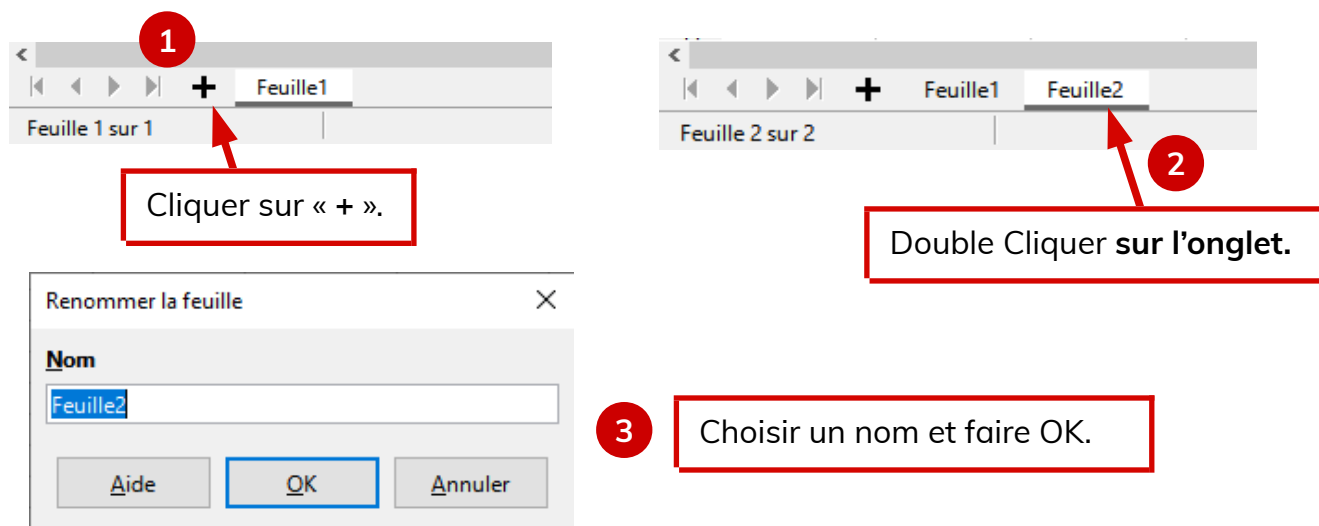 1
Feuille1
Feuille 1 sur 1
Cliquer sur « + ».
Feuille1 Feuille2
Feuille 2 sur 2
2
Double Cliquer sur l’onglet.
Renommer la feuille
Nom
Feuille2
Aide OK Annuler
3
Choisir un nom et faire OK.